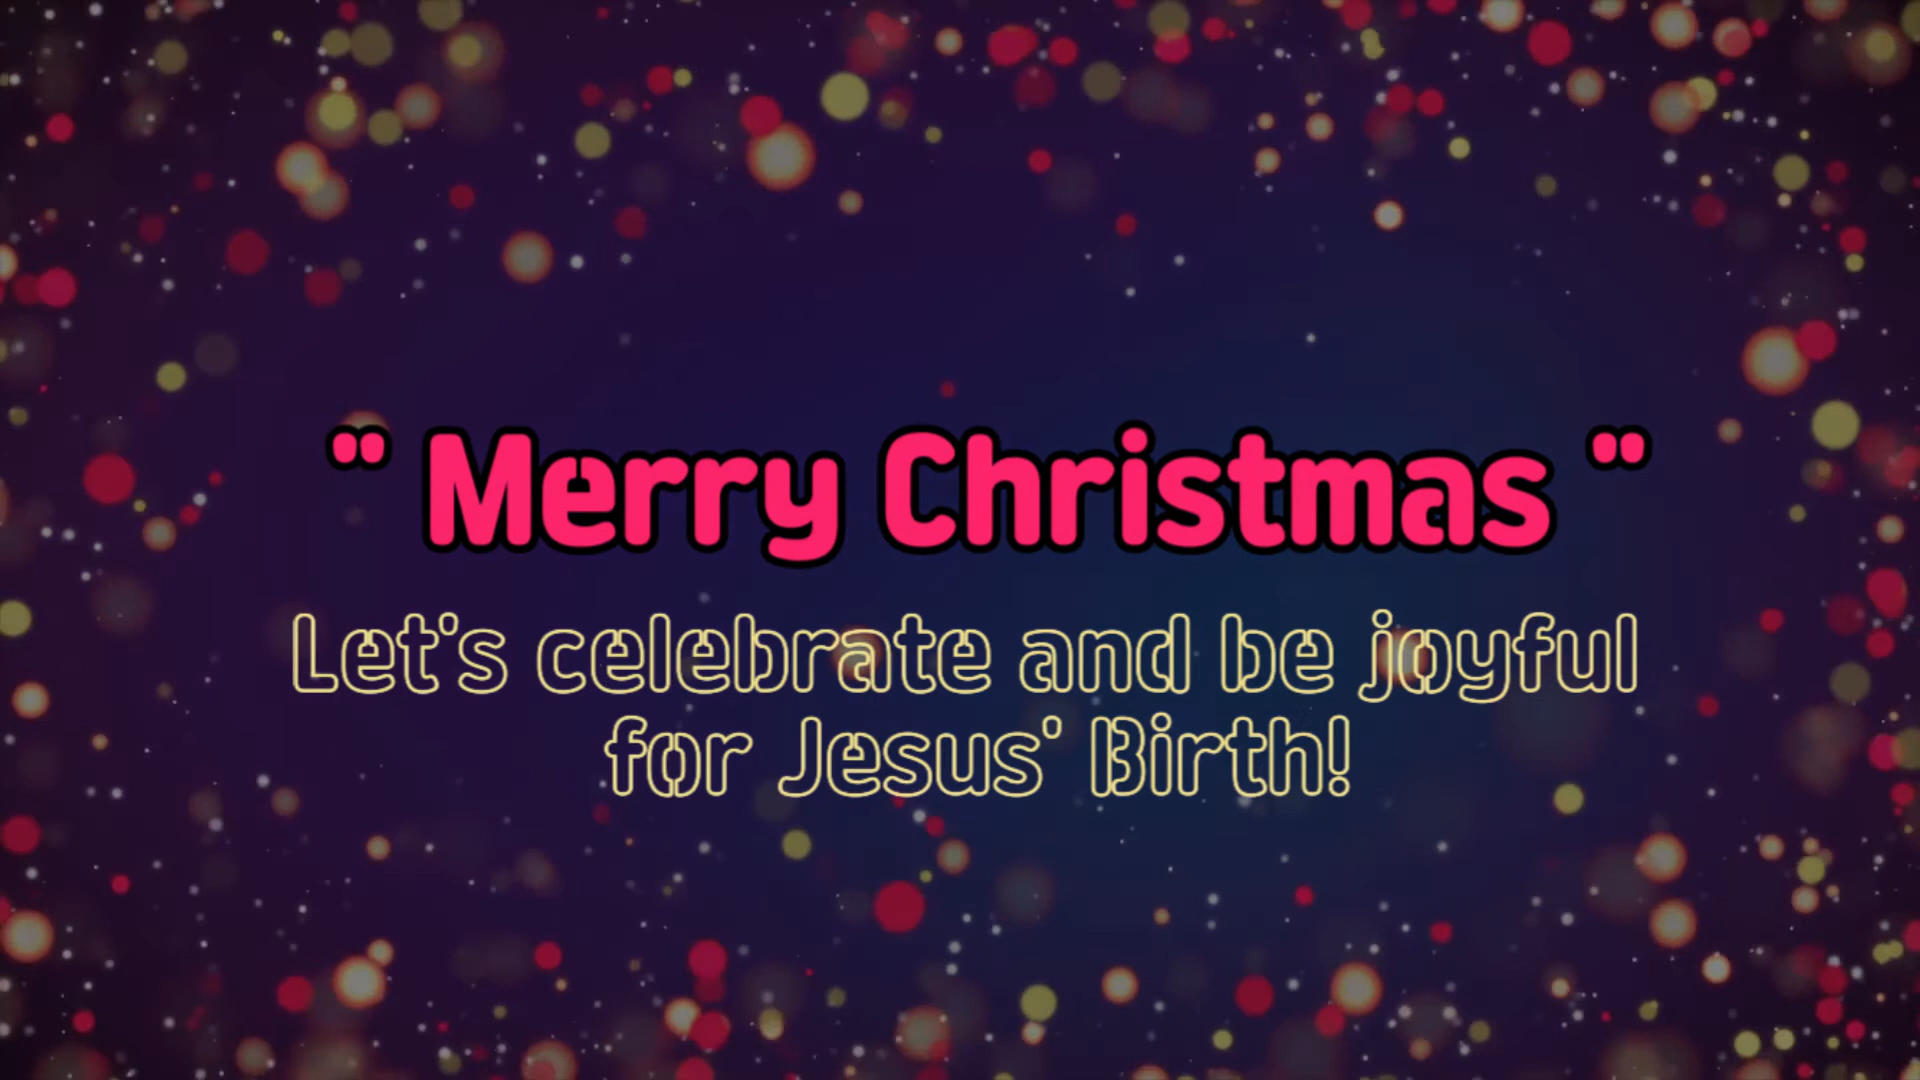 " Merry Christmas "
Let's celebrate and be joyful
for Jesus' Birth!